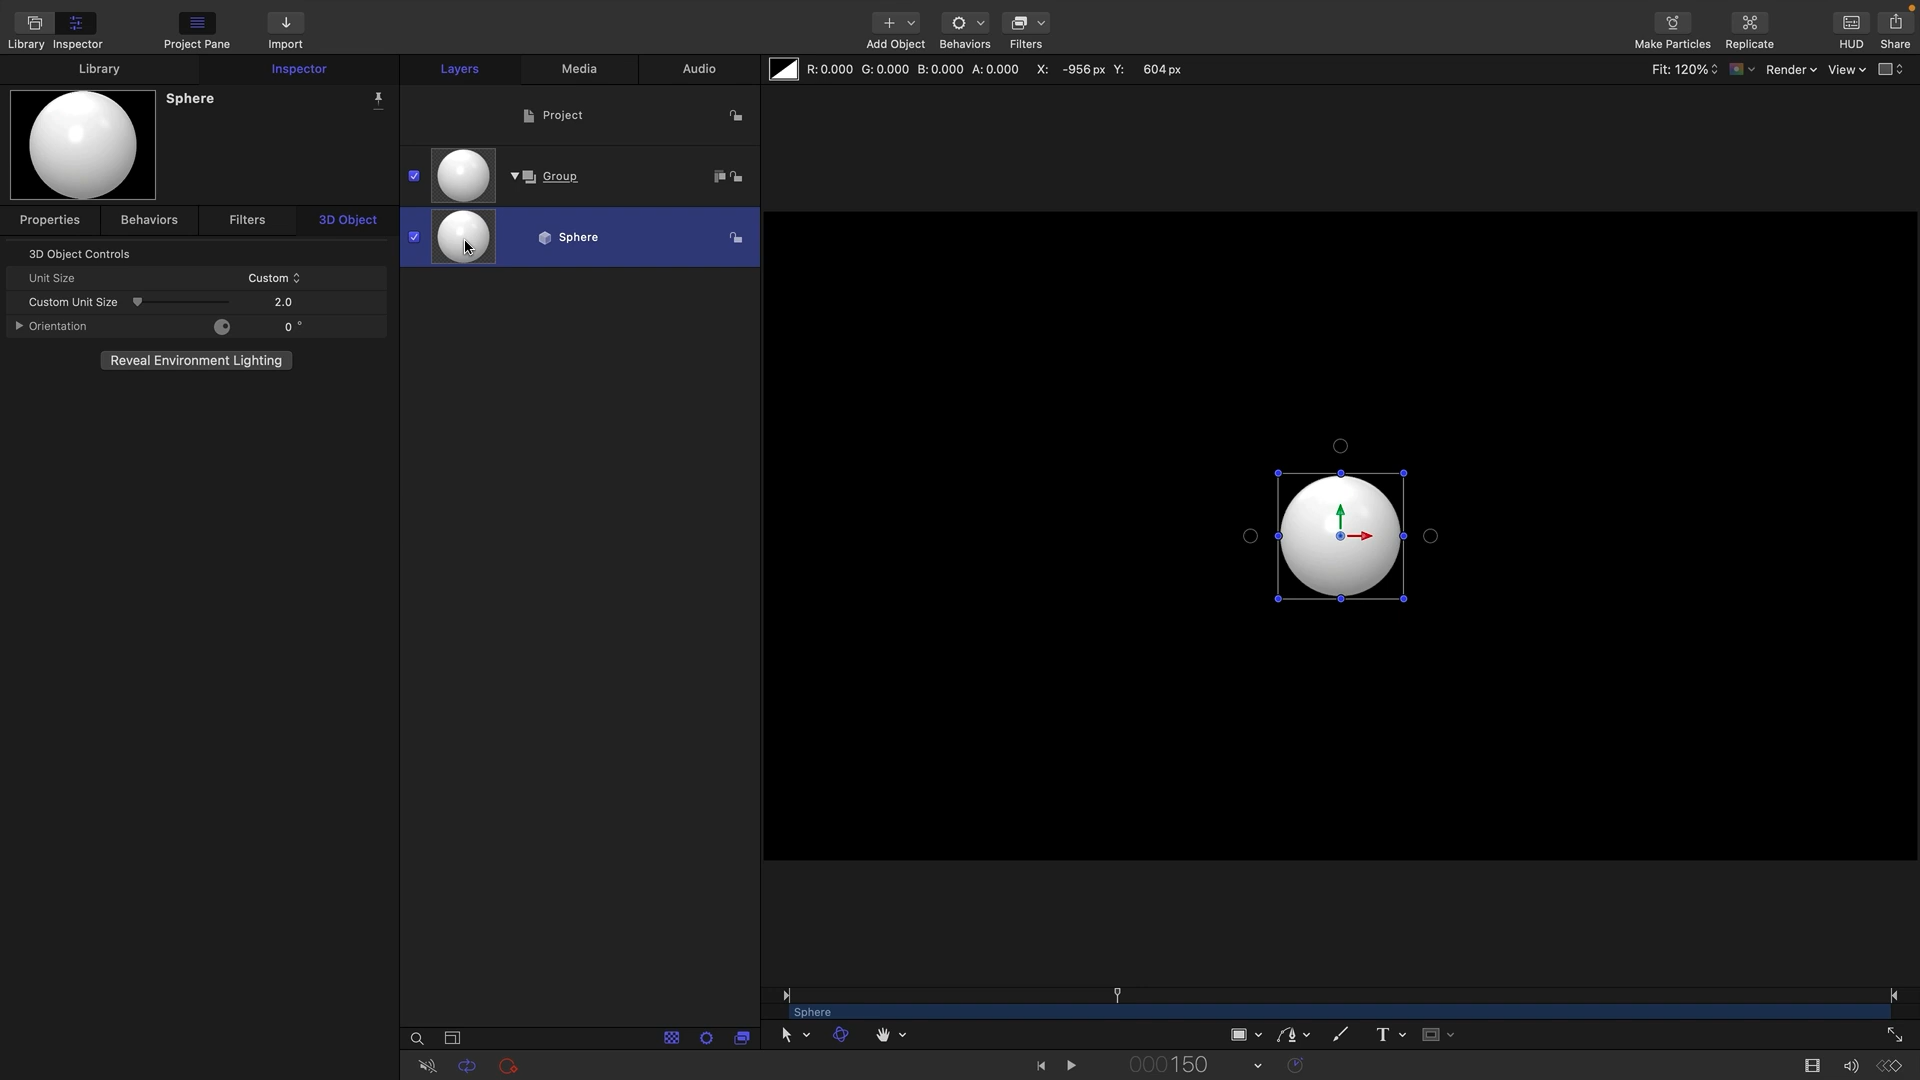 Library Inspector Project Pane Import Add Object Behaviors Filters Make Particles Replicate HUD Share
Library Inspector Layers Media Audio R: 0.000 G: 0.000 B: 0.000 A: 0.000 X: -956 px Y: 604 px Fit: 120% Render View
Sphere
Project
Group
Properties Behaviors Filters 3D Object
Sphere
3D Object Controls
Unit Size Custom
Custom Unit Size 2.0
Orientation 0 °
Reveal Environment Lighting
Sphere
T
000150